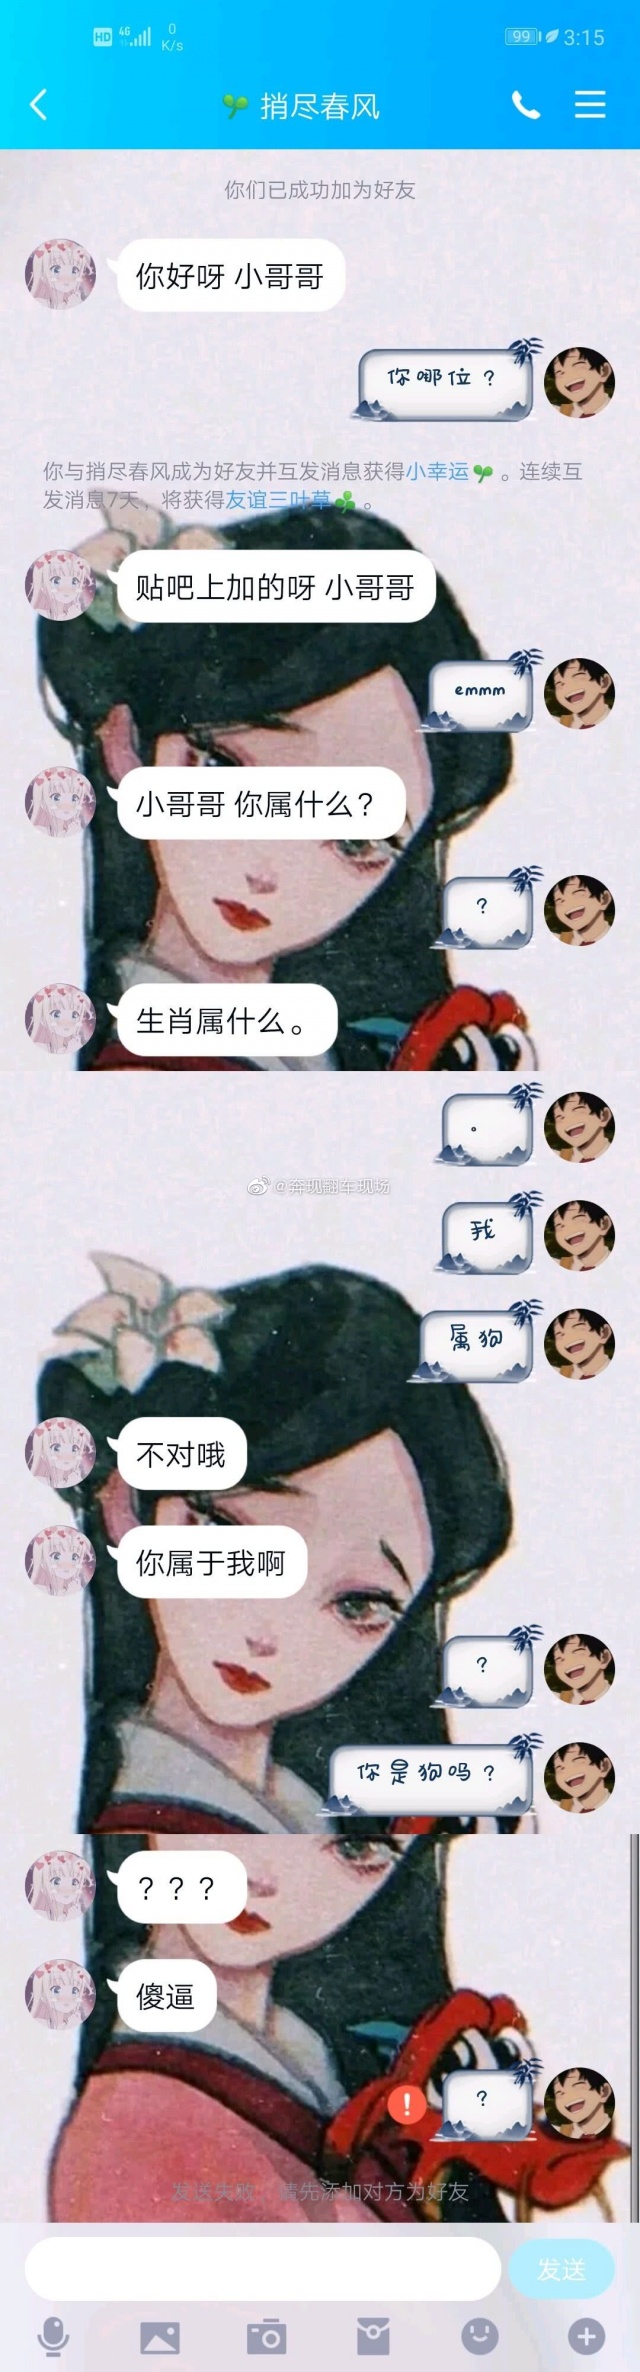 HD 4G 0 K/s 99 3:15
捎尽春风
你们已成功加为好友
你好呀 小哥哥
你哪位？
你与捎尽春风成为好友并互发消息获得小幸运。连续互
发消息7天，将获得友谊三叶草。
贴吧上加的呀 小哥哥
emmm
小哥哥 你属什么？
？
生肖属什么。
。
@奔现翻车现场
我
属狗
不对哦
你属于我啊
？
你是狗吗？
？？？
傻逼
！ ？
发送失败，请先添加对方为好友
发送